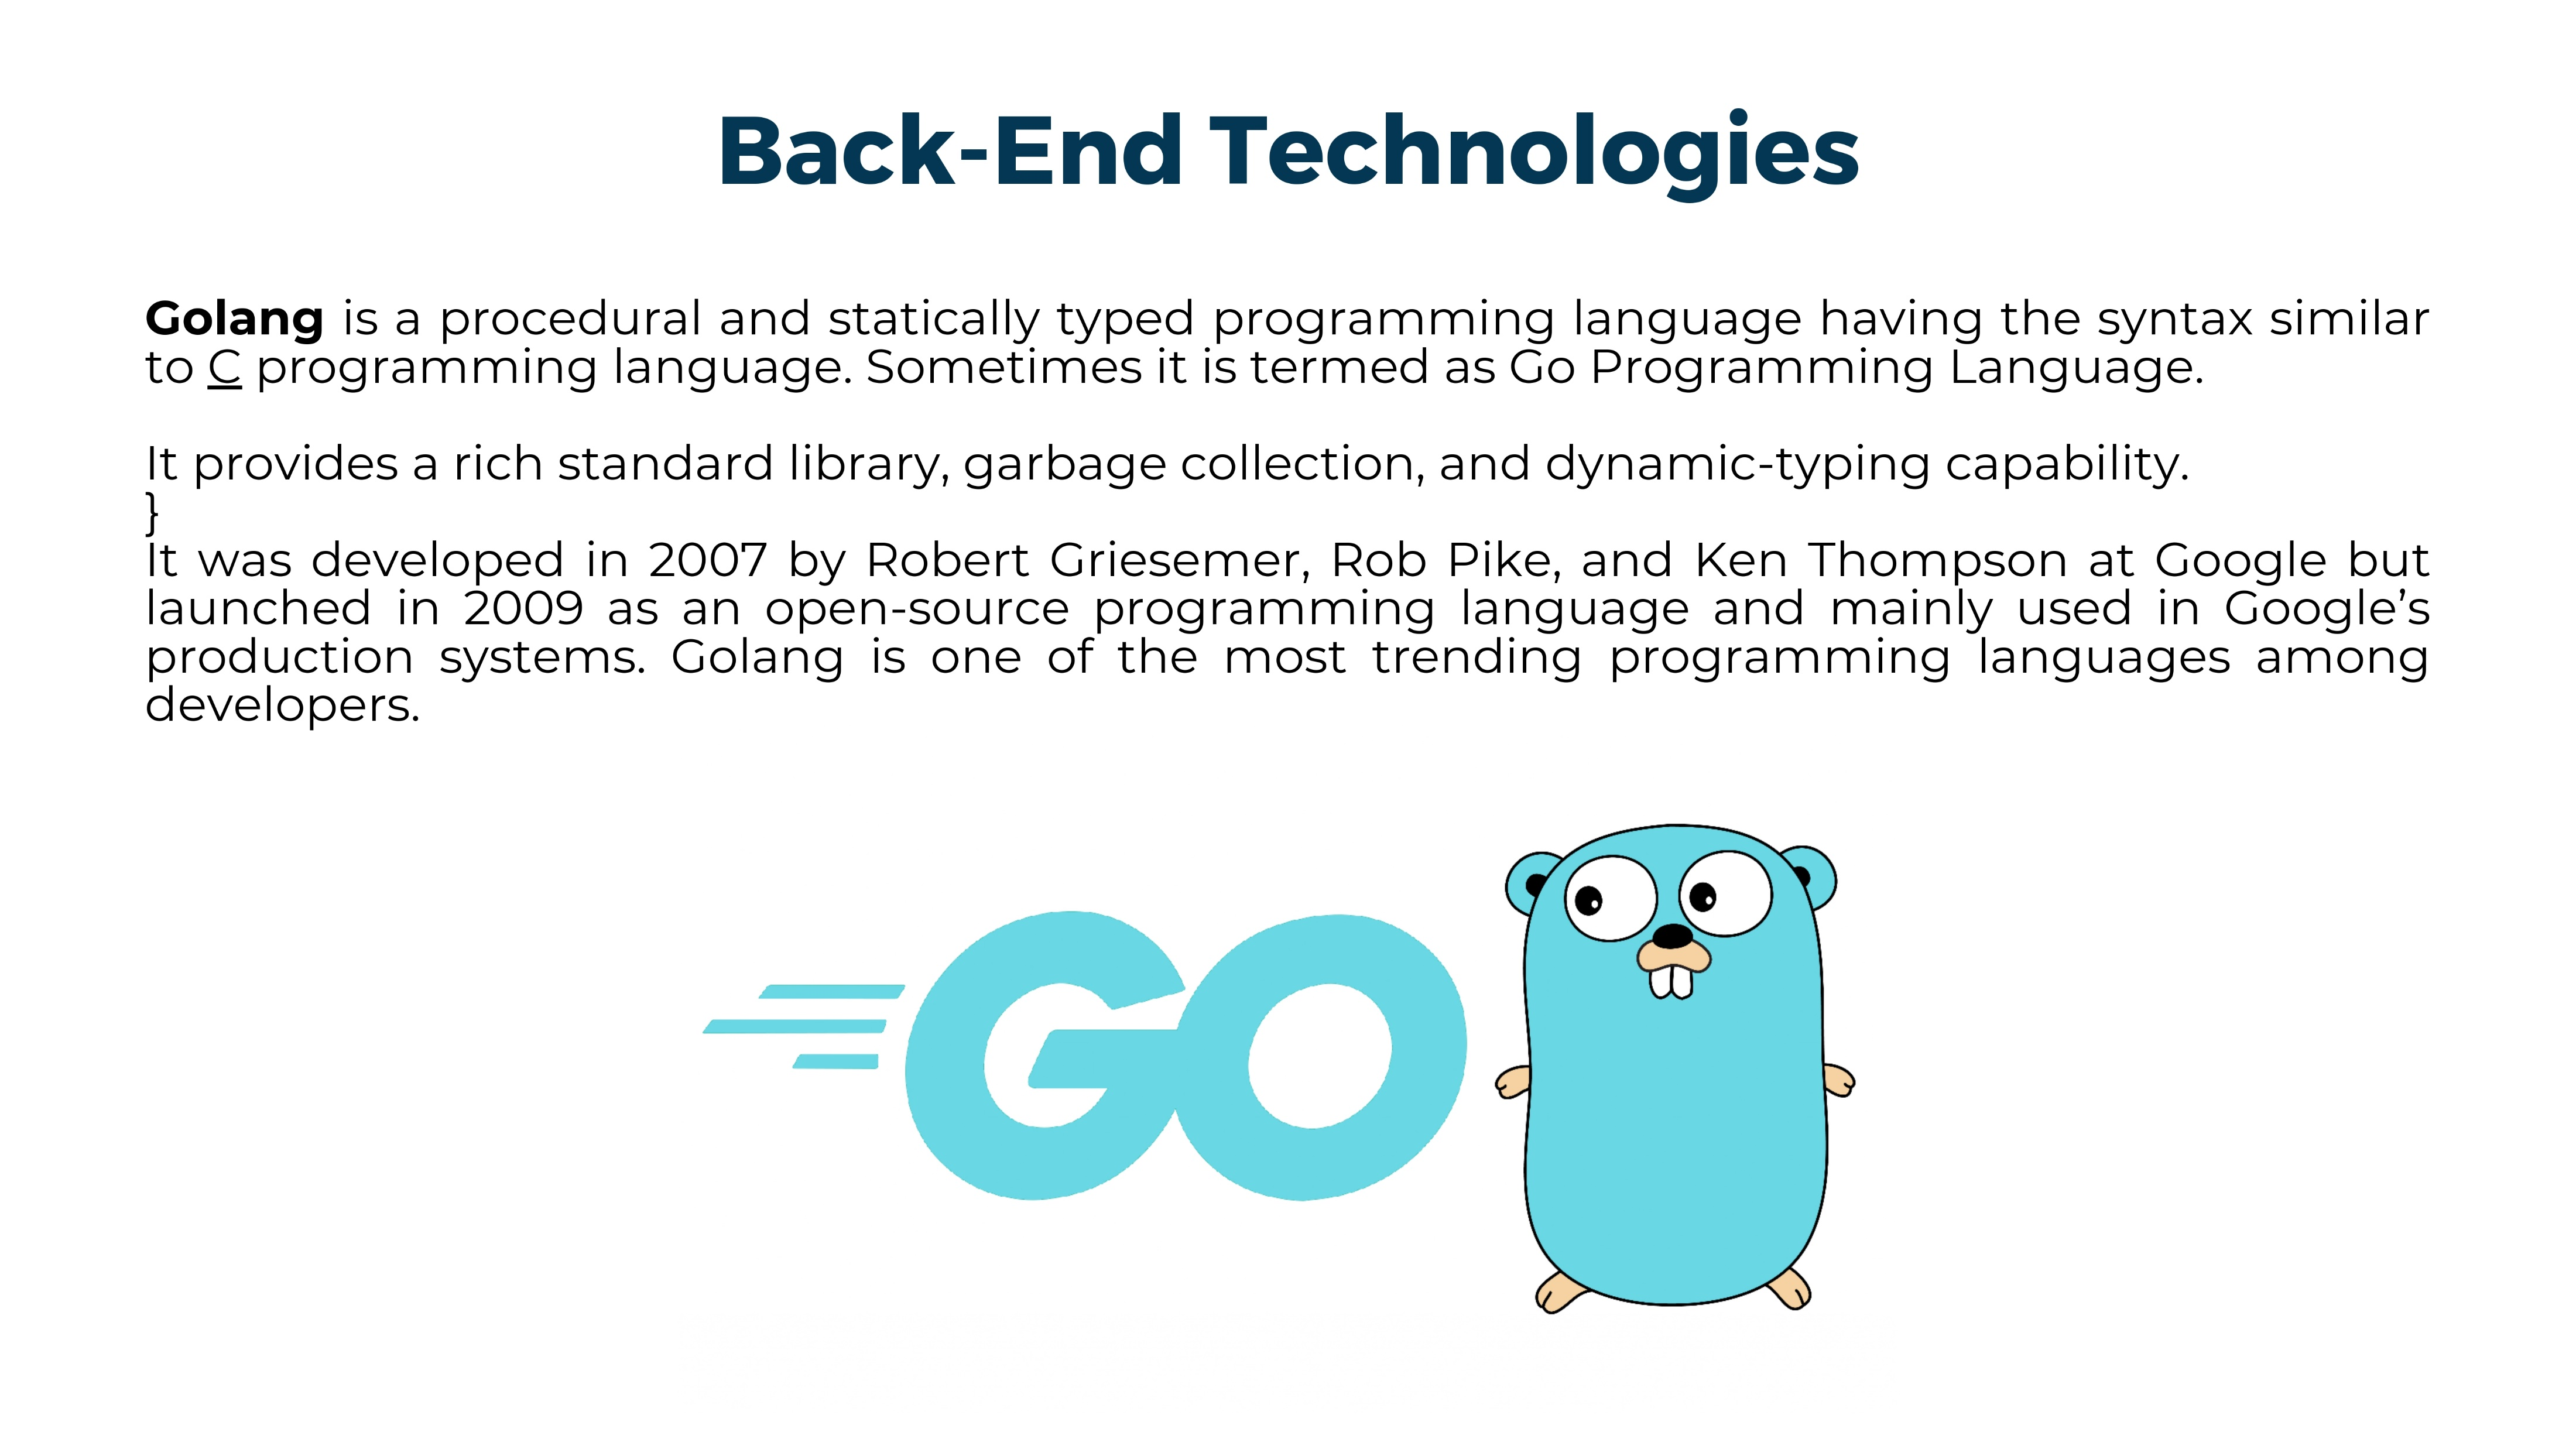 Back-End Technologies
Golang is a procedural and statically typed programming language having the syntax similar
to C programming language. Sometimes it is termed as Go Programming Language.
It provides a rich standard library, garbage collection, and dynamic-typing capability.
}
It was developed in 2007 by Robert Griesemer, Rob Pike, and Ken Thompson at Google but
launched in 2009 as an open-source programming language and mainly used in Google’s
production systems. Golang is one of the most trending programming languages among
developers.
GO